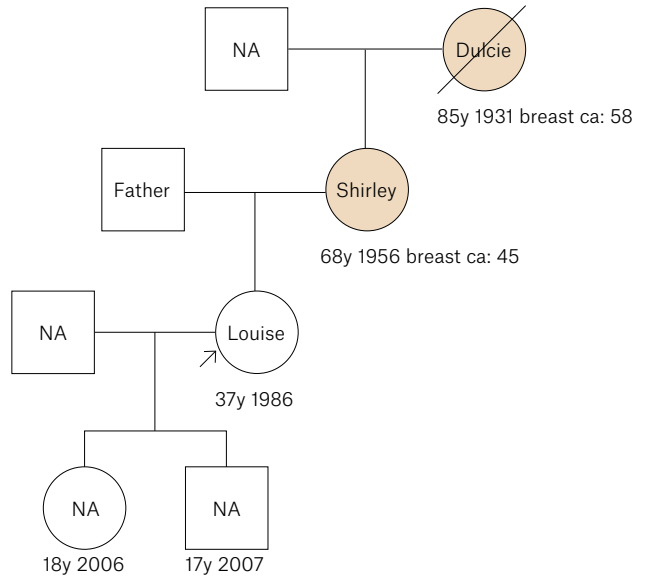 NA
Dulcie
85y 1931 breast ca: 58
Father
Shirley
68y 1956 breast ca: 45
NA
Louise
37y 1986
NA
NA
18y 2006
17y 2007